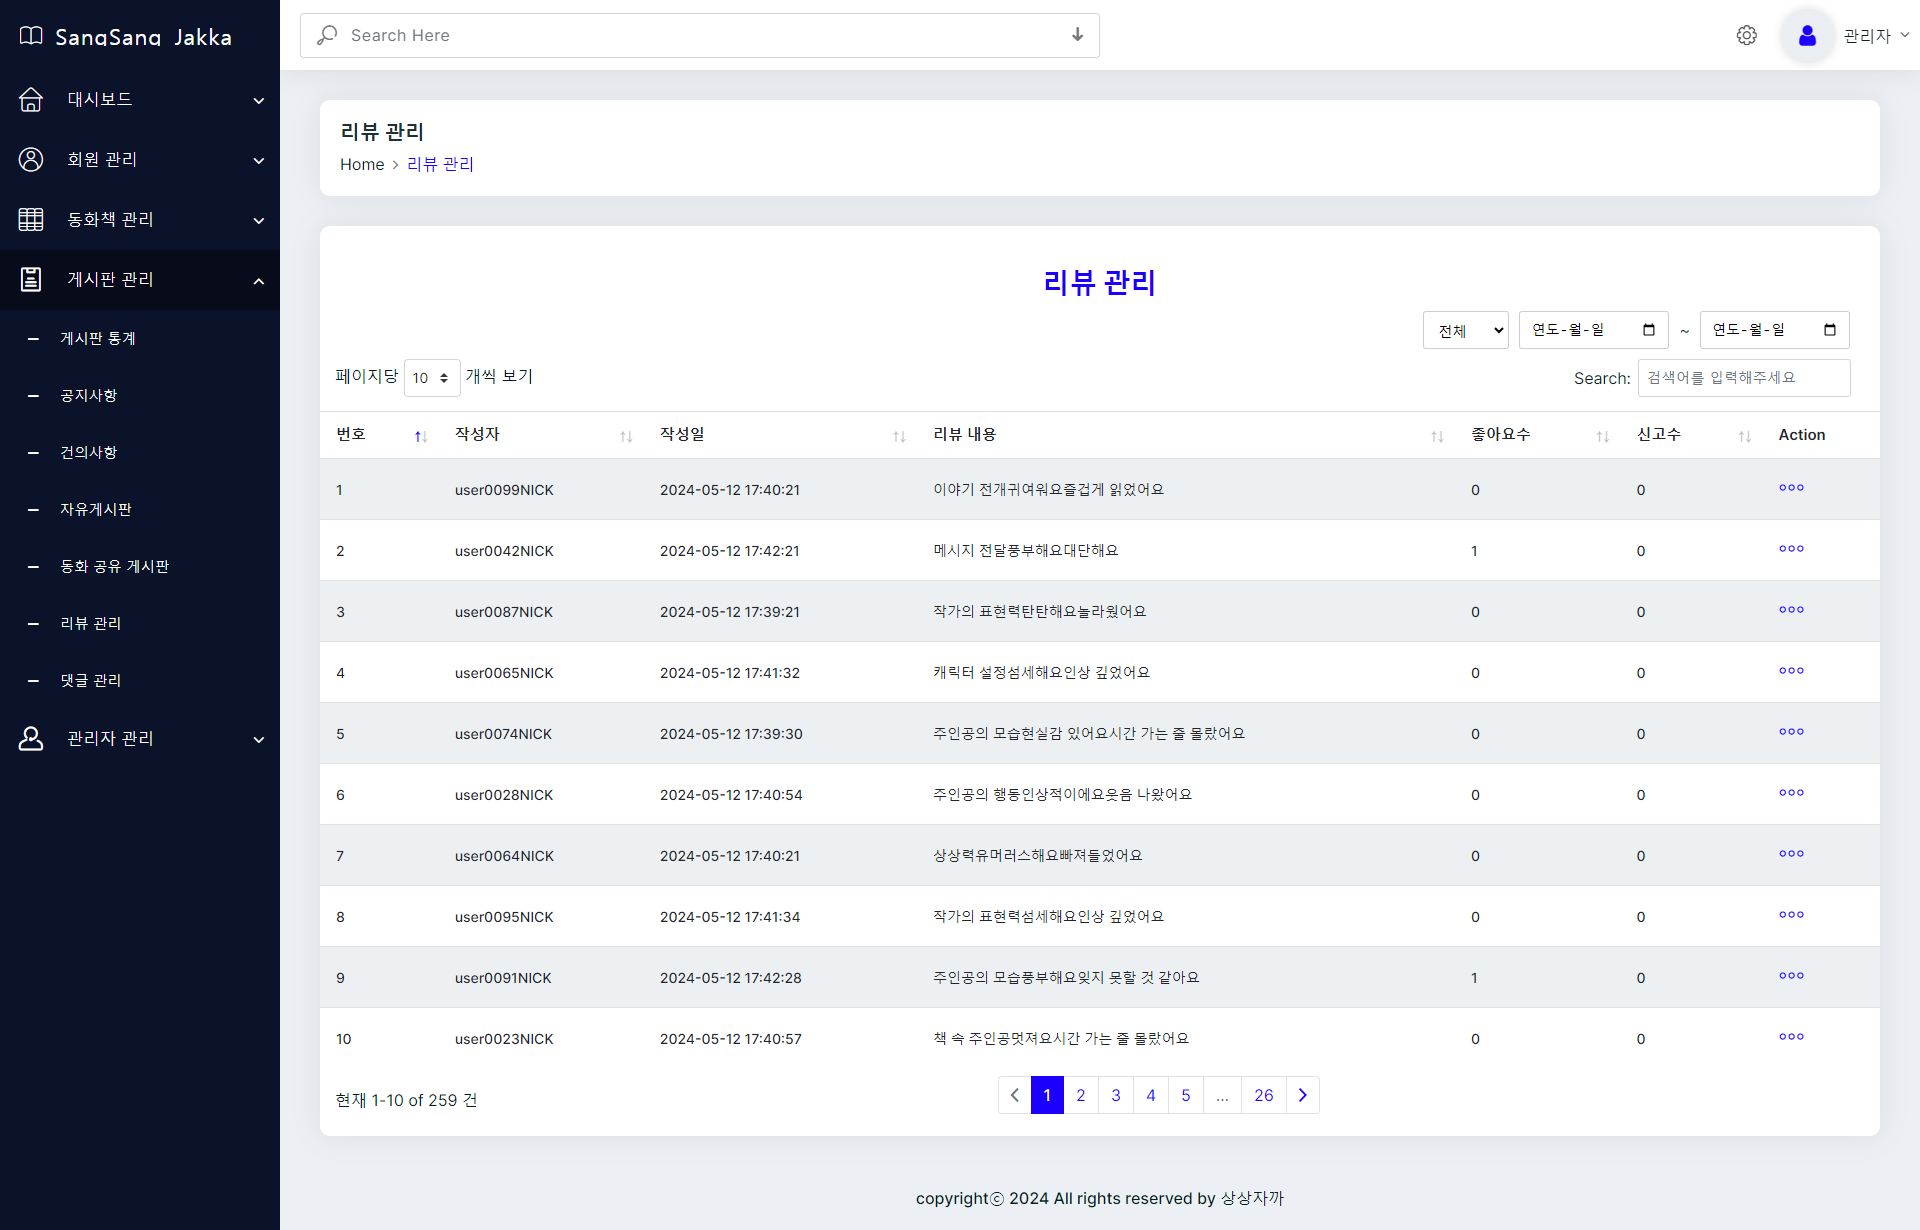 SangSang Jakka
Search Here
관리자
대시보드
회원 관리
동화책 관리
게시판 관리
게시판 통계
공지사항
건의사항
자유게시판
동화 공유 게시판
리뷰 관리
댓글 관리
관리자 관리
리뷰 관리
Home > 리뷰 관리
리뷰 관리
전체 연도-월-일 ~ 연도-월-일
페이지당 10 개씩 보기 Search: 검색어를 입력해주세요
번호 작성자 작성일 리뷰 내용 좋아요수 신고수 Action
1 user0099NICK 2024-05-12 17:40:21 이야기 전개귀여워요즐겁게 읽었어요 0 0
2 user0042NICK 2024-05-12 17:42:21 메시지 전달풍부해요대단해요 1 0
3 user0087NICK 2024-05-12 17:39:21 작가의 표현력탄탄해요놀라웠어요 0 0
4 user0065NICK 2024-05-12 17:41:32 캐릭터 설정섬세해요인상 깊었어요 0 0
5 user0074NICK 2024-05-12 17:39:30 주인공의 모습현실감 있어요시간 가는 줄 몰랐어요 0 0
6 user0028NICK 2024-05-12 17:40:54 주인공의 행동인상적이에요웃음 나왔어요 0 0
7 user0064NICK 2024-05-12 17:40:21 상상력유머러스해요빠져들었어요 0 0
8 user0095NICK 2024-05-12 17:41:34 작가의 표현력섬세해요인상 깊었어요 0 0
9 user0091NICK 2024-05-12 17:42:28 주인공의 모습풍부해요잊지 못할 것 같아요 1 0
10 user0023NICK 2024-05-12 17:40:57 책 속 주인공멋져요시간 가는 줄 몰랐어요 0 0
현재 1-10 of 259 건
1 2 3 4 5 ... 26
copyrightⓒ 2024 All rights reserved by 상상자까